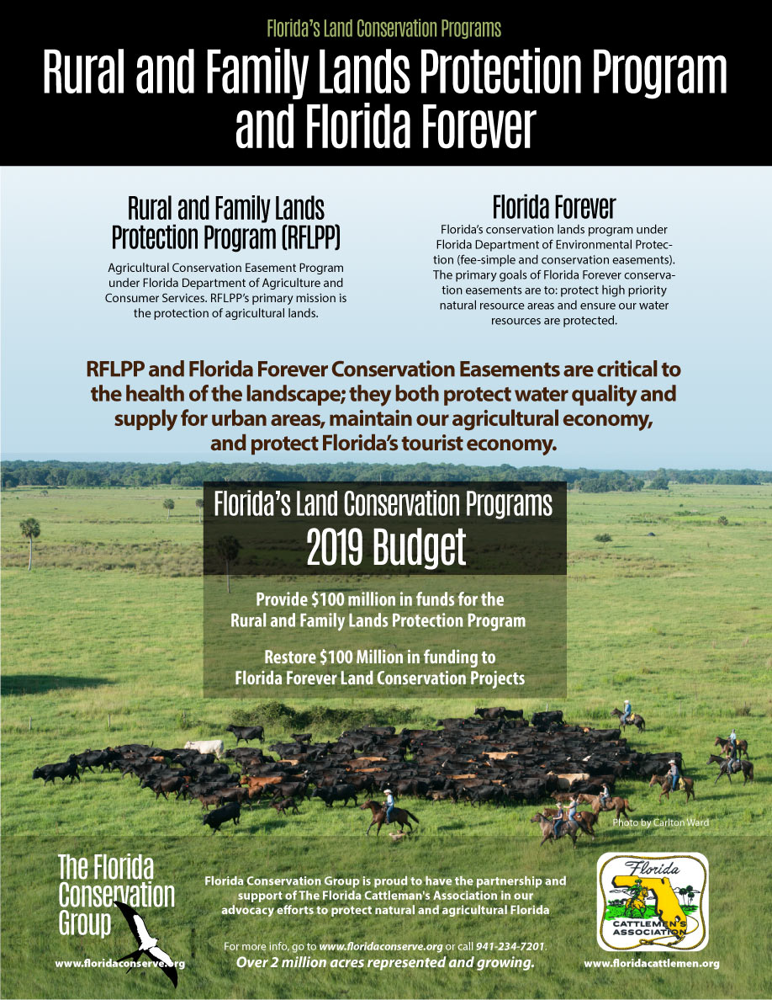 Florida's Land Conservation Programs
Rural and Family Lands Protection Program
and Florida Forever
Rural and Family Lands
Protection Program (RFLPP)
Agricultural Conservation Easement Program
under Florida Department of Agriculture and
Consumer Services. RFLPP's primary mission is
the protection of agricultural lands.
Florida Forever
Florida's conservation lands program under
Florida Department of Environmental Protec-
tion (fee-simple and conservation easements).
The primary goals of Florida Forever conserva-
tion easements are to: protect high priority
natural resource areas and ensure our water
resources are protected.
RFLPP and Florida Forever Conservation Easements are critical to
the health of the landscape; they both protect water quality and
supply for urban areas, maintain our agricultural economy,
and protect Florida's tourist economy.
Florida's Land Conservation Programs
2019 Budget
Provide $100 million in funds for the
Rural and Family Lands Protection Program
Restore $100 Million in funding to
Florida Forever Land Conservation Projects
Photo by Carlton Ward
The Florida
Conservation
Group
www.floridaconserve.org
Florida Conservation Group is proud to have the partnership and
support of The Florida Cattleman's Association in our
advocacy efforts to protect natural and agricultural Florida
For more info, go to www.floridaconserve.org or call 941-234-7201.
Over 2 million acres represented and growing.
Florida
CATTLEMEN'S
ASSOCIATION
www.floridacattlemen.org